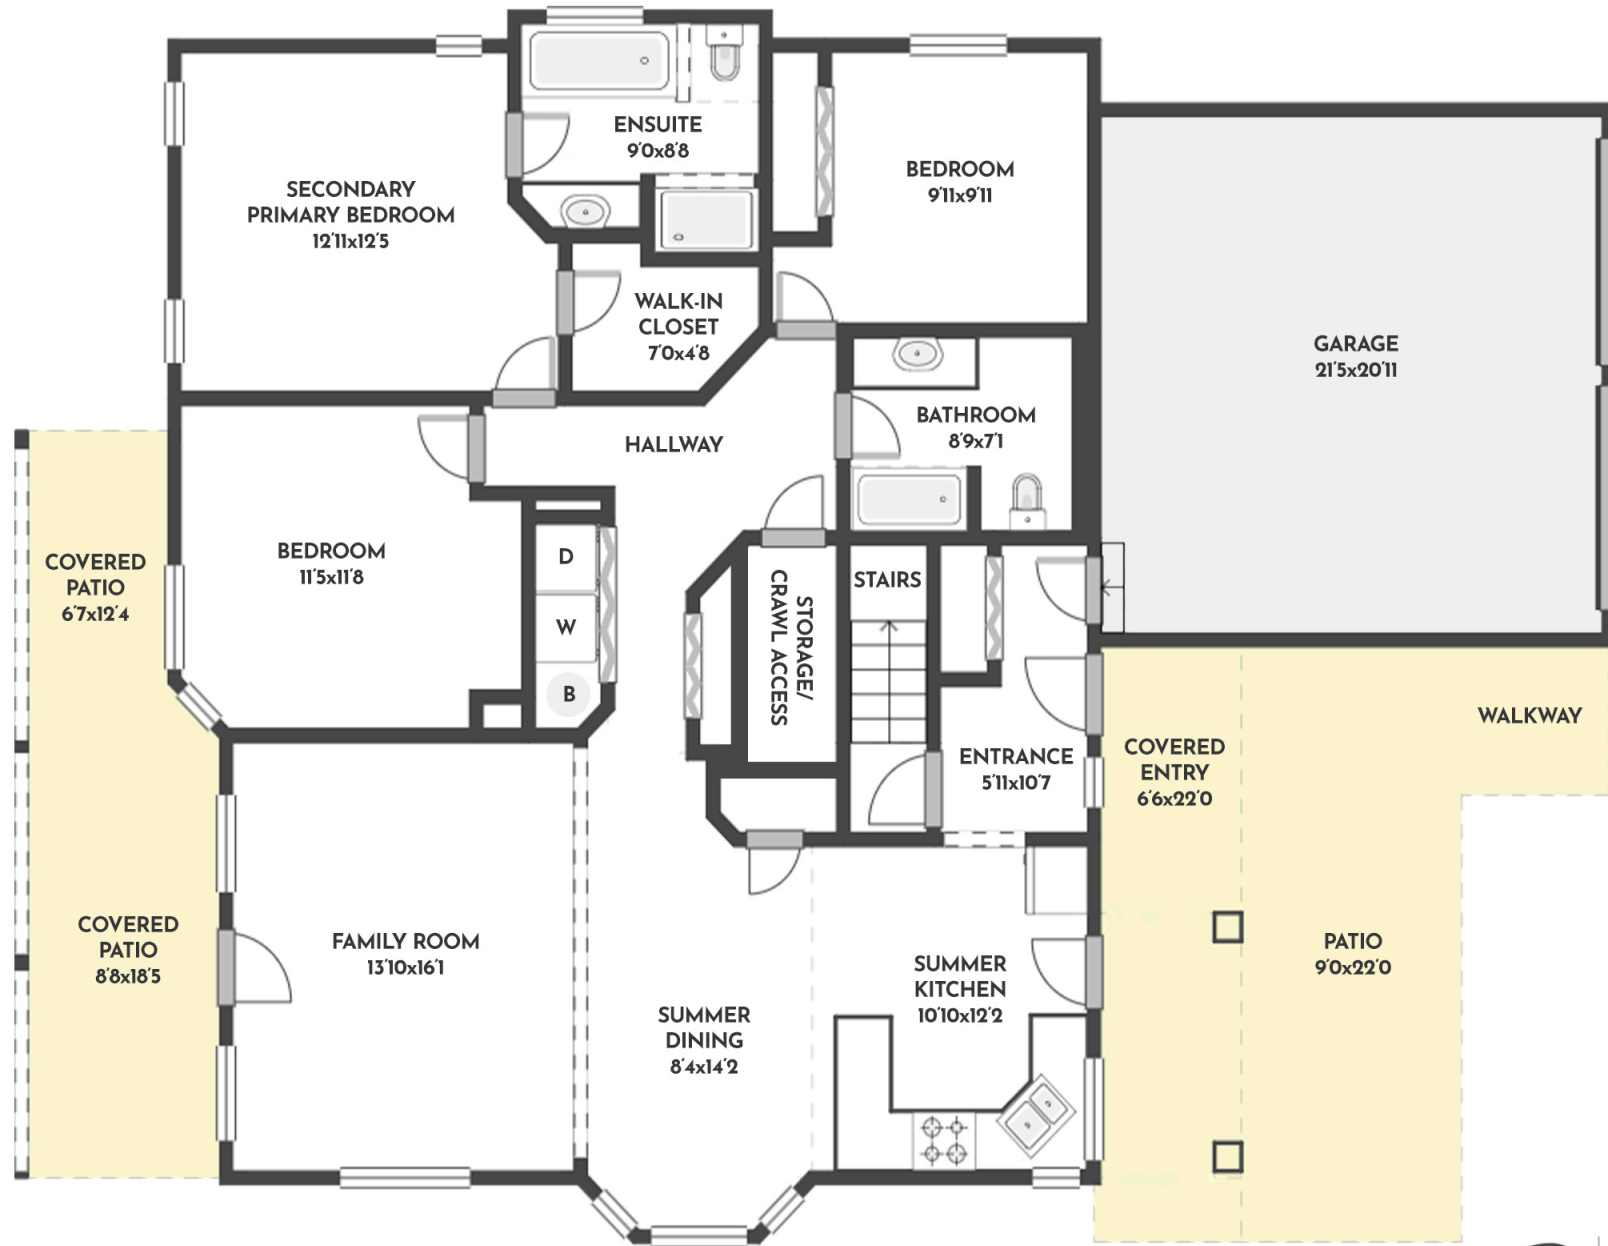 ENSUITE
9'0x8'8
BEDROOM
9'11x9'11
SECONDARY
PRIMARY BEDROOM
12'11x12'5
WALK-IN
CLOSET
7'0x4'8
GARAGE
21'5x20'11
BATHROOM
8'9x7'1
HALLWAY
COVERED
PATIO
6'7x12'4
BEDROOM
11'5x11'8
D
W
B
STORAGE/
CRAWL ACCESS
STAIRS
ENTRANCE
5'11x10'7
COVERED
ENTRY
6'6x22'0
WALKWAY
COVERED
PATIO
8'8x18'5
FAMILY ROOM
13'10x16'1
SUMMER
DINING
8'4x14'2
SUMMER
KITCHEN
10'10x12'2
PATIO
9'0x22'0